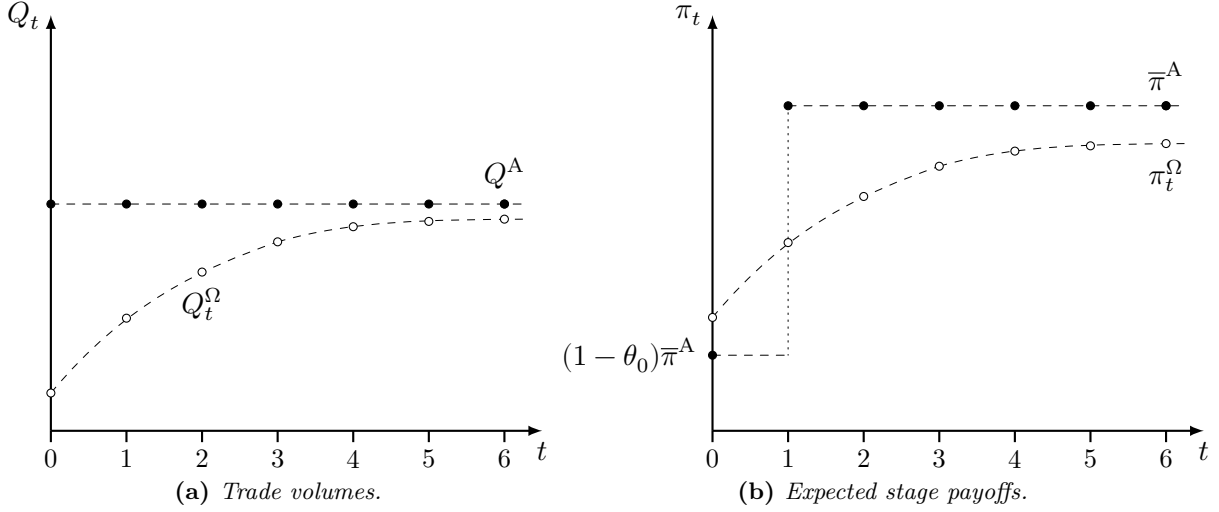 Q_t
Q^A
Q_t^Ω
0 1 2 3 4 5 6 t
(a) Trade volumes.
π_t
π̅^A
π_t^Ω
(1 − θ_0)π̅^A
0 1 2 3 4 5 6 t
(b) Expected stage payoffs.